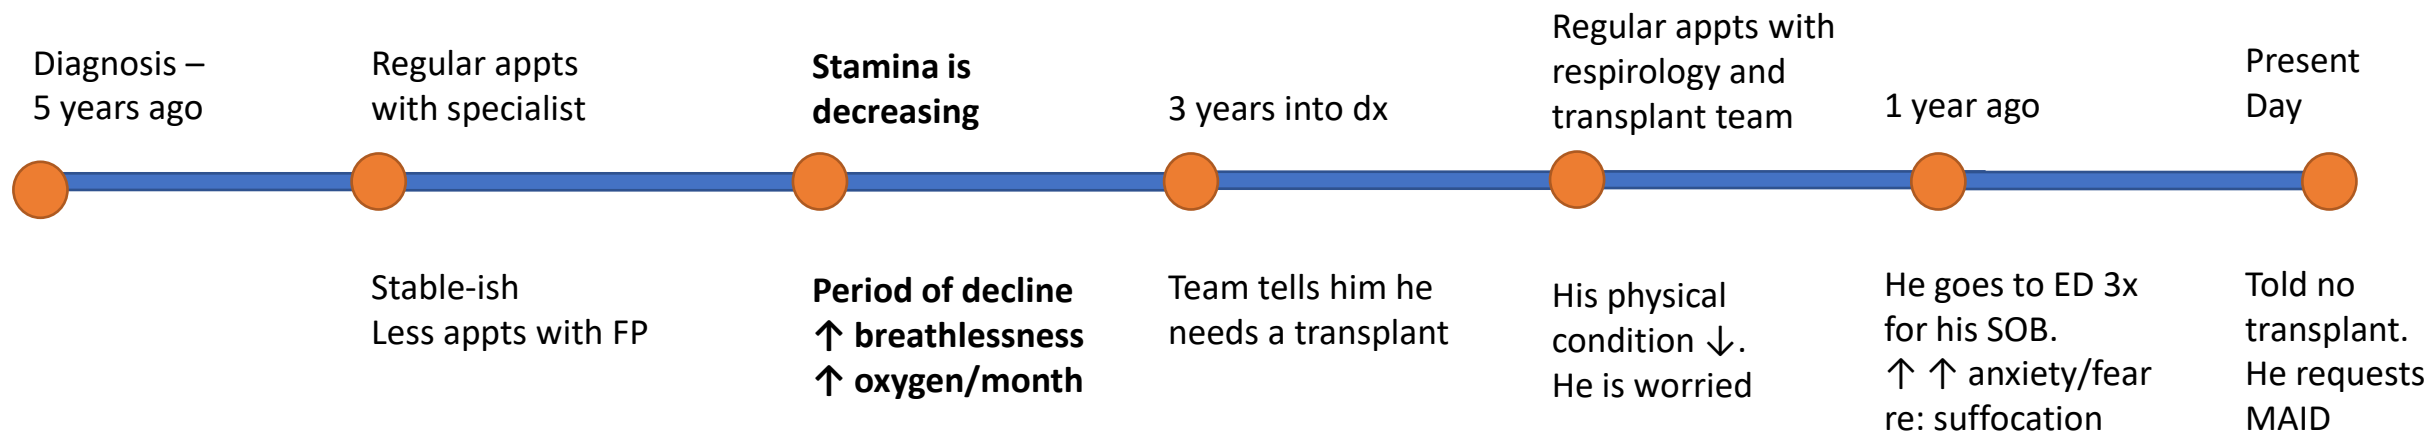 Diagnosis –
5 years ago
Regular appts
with specialist
Stable-ish
Less appts with FP
Stamina is
decreasing
Period of decline
↑ breathlessness
↑ oxygen/month
3 years into dx
Team tells him he
needs a transplant
Regular appts with
respirology and
transplant team
His physical
condition ↓.
He is worried
1 year ago
He goes to ED 3x
for his SOB.
↑ ↑ anxiety/fear
re: suffocation
Present
Day
Told no
transplant.
He requests
MAID